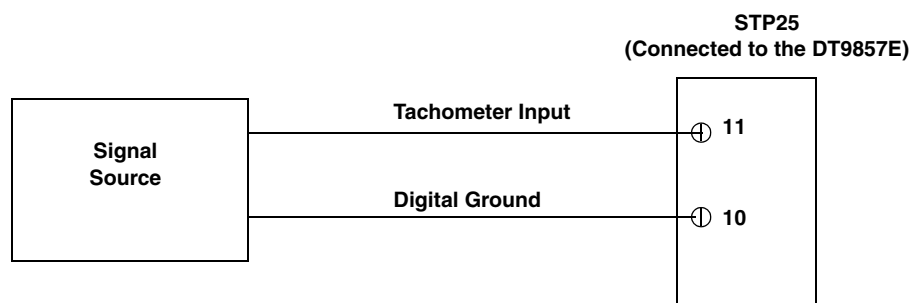 STP25
(Connected to the DT9857E)
Tachometer Input
11
Signal
Source
Digital Ground
10